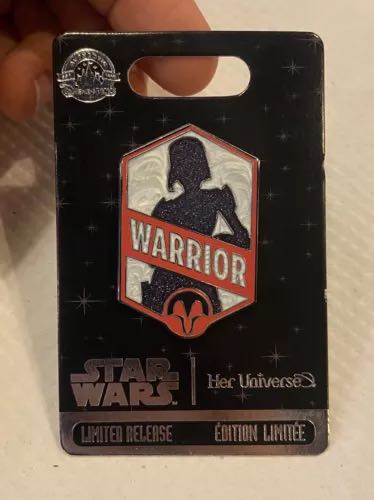 WARRIOR
STAR
WARS
Her Universe
LIMITED RELEASE
ÉDITION LIMITÉE